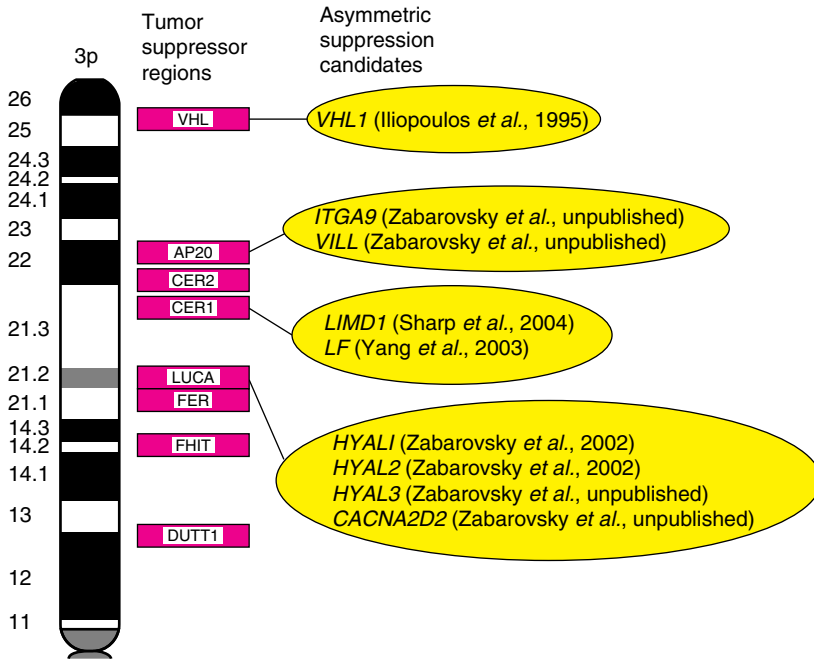 Tumor
suppressor
regions
Asymmetric
suppression
candidates
3p
26
25
24.3
24.2
24.1
23
22
21.3
21.2
21.1
14.3
14.2
14.1
13
12
11
VHL
AP20
CER2
CER1
LUCA
FER
FHIT
DUTT1
VHL1 (Iliopoulos et al., 1995)
ITGA9 (Zabarovsky et al., unpublished)
VILL (Zabarovsky et al., unpublished)
LIMD1 (Sharp et al., 2004)
LF (Yang et al., 2003)
HYALI (Zabarovsky et al., 2002)
HYAL2 (Zabarovsky et al., 2002)
HYAL3 (Zabarovsky et al., unpublished)
CACNA2D2 (Zabarovsky et al., unpublished)